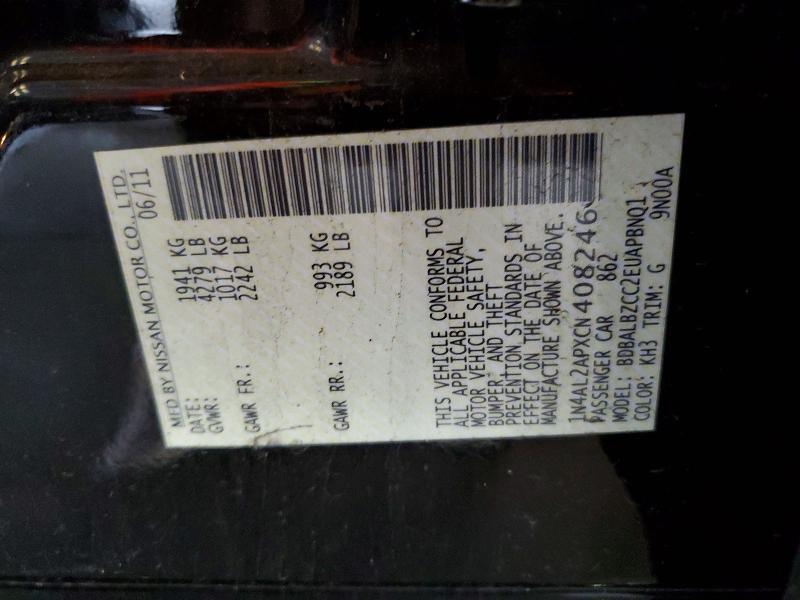 MFD BY NISSAN MOTOR CO., LTD.
DATE: 06/11
GVWR: 1941 KG
4279 LB
GAWR FR.: 1017 KG
2242 LB
GAWR RR.: 993 KG
2189 LB
THIS VEHICLE CONFORMS TO
ALL APPLICABLE FEDERAL
MOTOR VEHICLE SAFETY,
BUMPER, AND THEFT
PREVENTION STANDARDS IN
EFFECT ON THE DATE OF
MANUFACTURE SHOWN ABOVE.
1N4AL2APXCN408246
PASSENGER CAR 862
MODEL: BDBALBZCC2EUAPBNQ1
COLOR: KH3 TRIM: G 9N00A